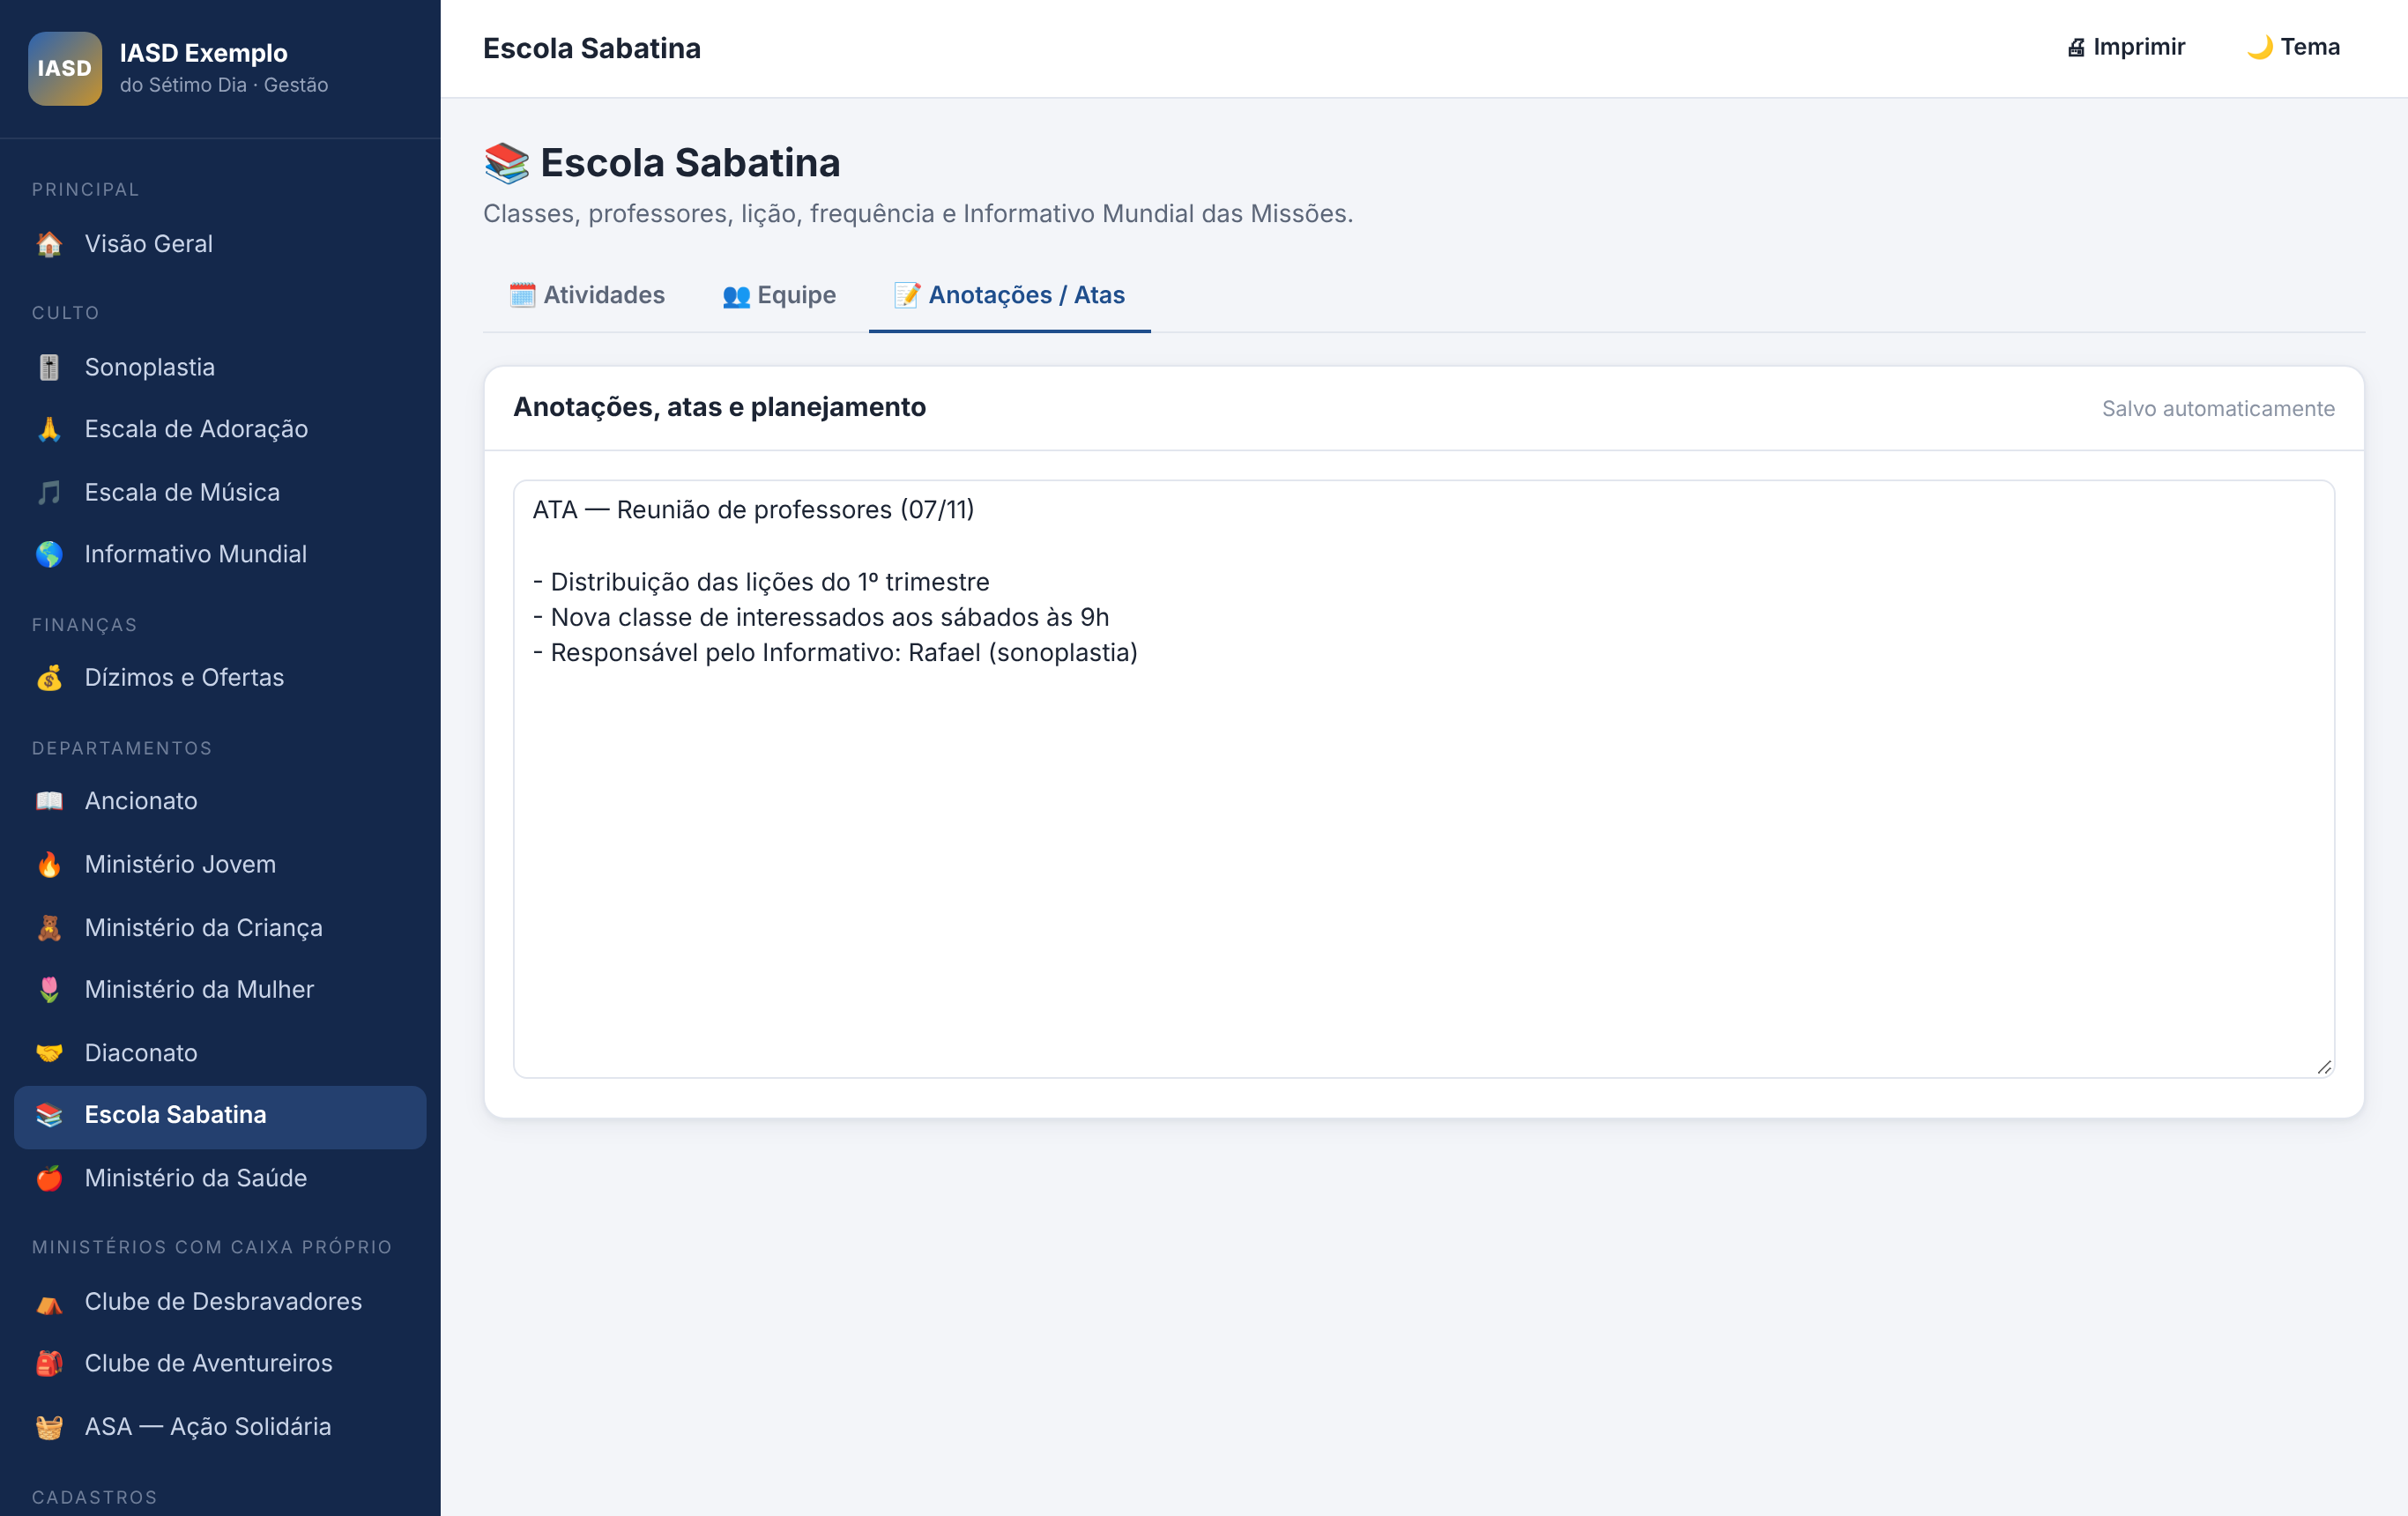 IASD
IASD Exemplo
do Sétimo Dia · Gestão
PRINCIPAL
Visão Geral
CULTO
Sonoplastia
Escala de Adoração
Escala de Música
Informativo Mundial
FINANÇAS
Dízimos e Ofertas
DEPARTAMENTOS
Ancionato
Ministério Jovem
Ministério da Criança
Ministério da Mulher
Diaconato
Escola Sabatina
Ministério da Saúde
MINISTÉRIOS COM CAIXA PRÓPRIO
Clube de Desbravadores
Clube de Aventureiros
ASA — Ação Solidária
CADASTROS
Escola Sabatina
Imprimir
Tema
Escola Sabatina
Classes, professores, lição, frequência e Informativo Mundial das Missões.
Atividades
Equipe
Anotações / Atas
Anotações, atas e planejamento
Salvo automaticamente
ATA — Reunião de professores (07/11)
- Distribuição das lições do 1º trimestre
- Nova classe de interessados aos sábados às 9h
- Responsável pelo Informativo: Rafael (sonoplastia)